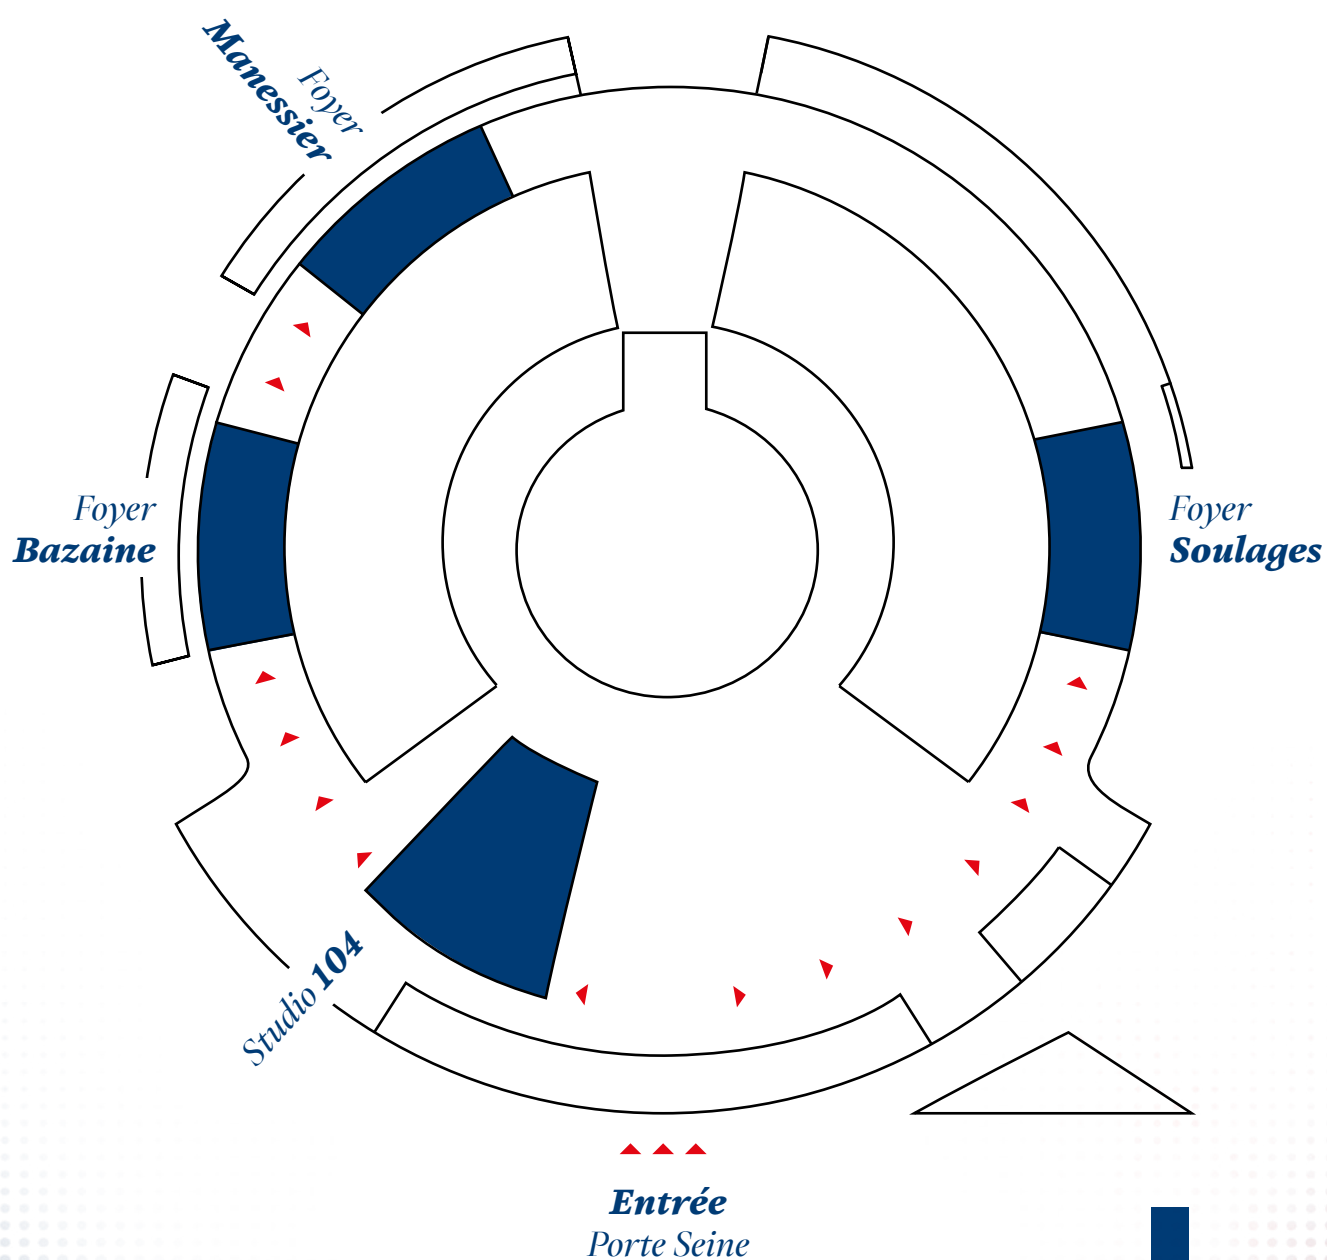 Foyer
Manessier
Foyer
Bazaine
Foyer
Soulages
Studio 104
Entrée
Porte Seine